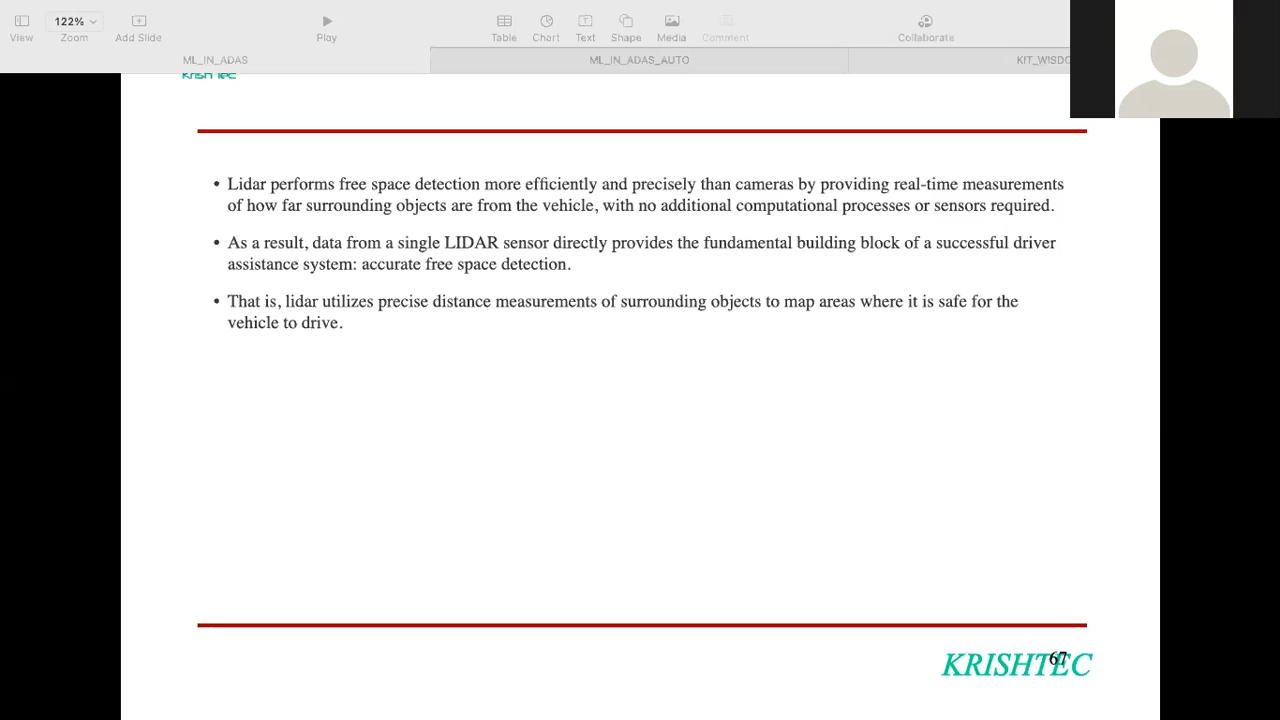 122%
View
Zoom
Add Slide
Play
Table
Chart
Text
Shape
Media
Comment
Collaborate
ML_IN_ADAS
ML_IN_ADAS_AUTO
• Lidar performs free space detection more efficiently and precisely than cameras by providing real-time measurements
of how far surrounding objects are from the vehicle, with no additional computational processes or sensors required.
• As a result, data from a single LIDAR sensor directly provides the fundamental building block of a successful driver
assistance system: accurate free space detection.
• That is, lidar utilizes precise distance measurements of surrounding objects to map areas where it is safe for the
vehicle to drive.
67
KRISHTEC